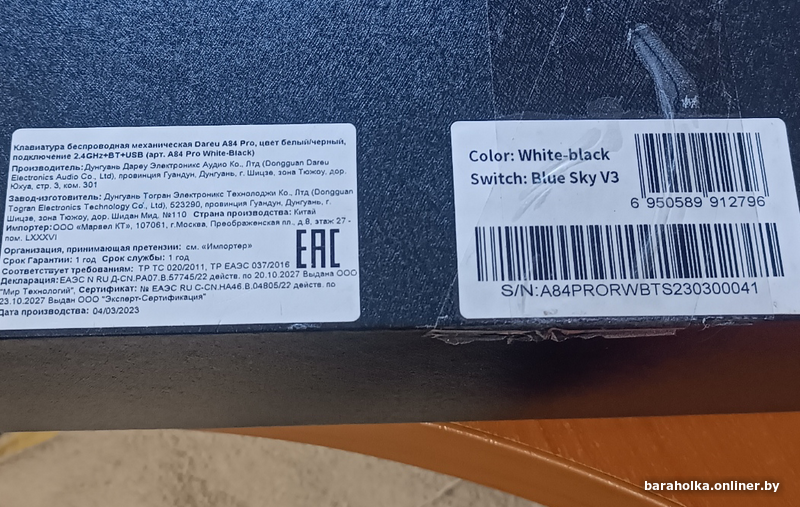 Клавиатура беспроводная механическая Dareu A84 Pro, цвет белый/черный,
подключение 2.4GHz+BT+USB (арт. A84 Pro White-Black)
Производитель: Дунгуань Дареу Электроникс Аудио Ко., Лтд (Dongguan Dareu
Electronics Audio Co., Ltd), провинция Гуандун, Дунгуань, г. Шицзе, дор.
Юхуа, стр. 3, ком. 301
Завод-изготовитель: Дунгуань Тогран Электроникс Технолоджи Ко., Лтд (Dongguan
Togran Electronics Technology Co., Ltd), 523290, провинция Гуандун, Дунгуань, г.
Шицзе, зона Тюжоу, дор. Шидан Мид, №110 Страна производства: Китай
Импортер: ООО «Марвел КТ», 107061, г.Москва, Преображенская пл., д.8, этаж 27 -
пом. LXXXVI
Организация, принимающая претензии: см. «Импортер»
Срок Гарантии: 1 год Срок службы: 1 год
Соответствует требованиям: ТР ТС 020/2011, ТР ЕАЭС 037/2016
Декларация: ЕАЭС N RU Д-CN.РА07.В.57745/22 действ. по 20.10.2027 Выдана ООО
"Мир Технологий", Сертификат: № ЕАЭС RU С-CN.НА46.В.04805/22 действ. по
23.10.2027 Выдан ООО "Эксперт-Сертификация"
Дата производства: 04/03/2023
EAC
Color: White-black
Switch: Blue Sky V3
6 950589 912796
S/N:A84PRORWBTS230300041
baraholka.onliner.by